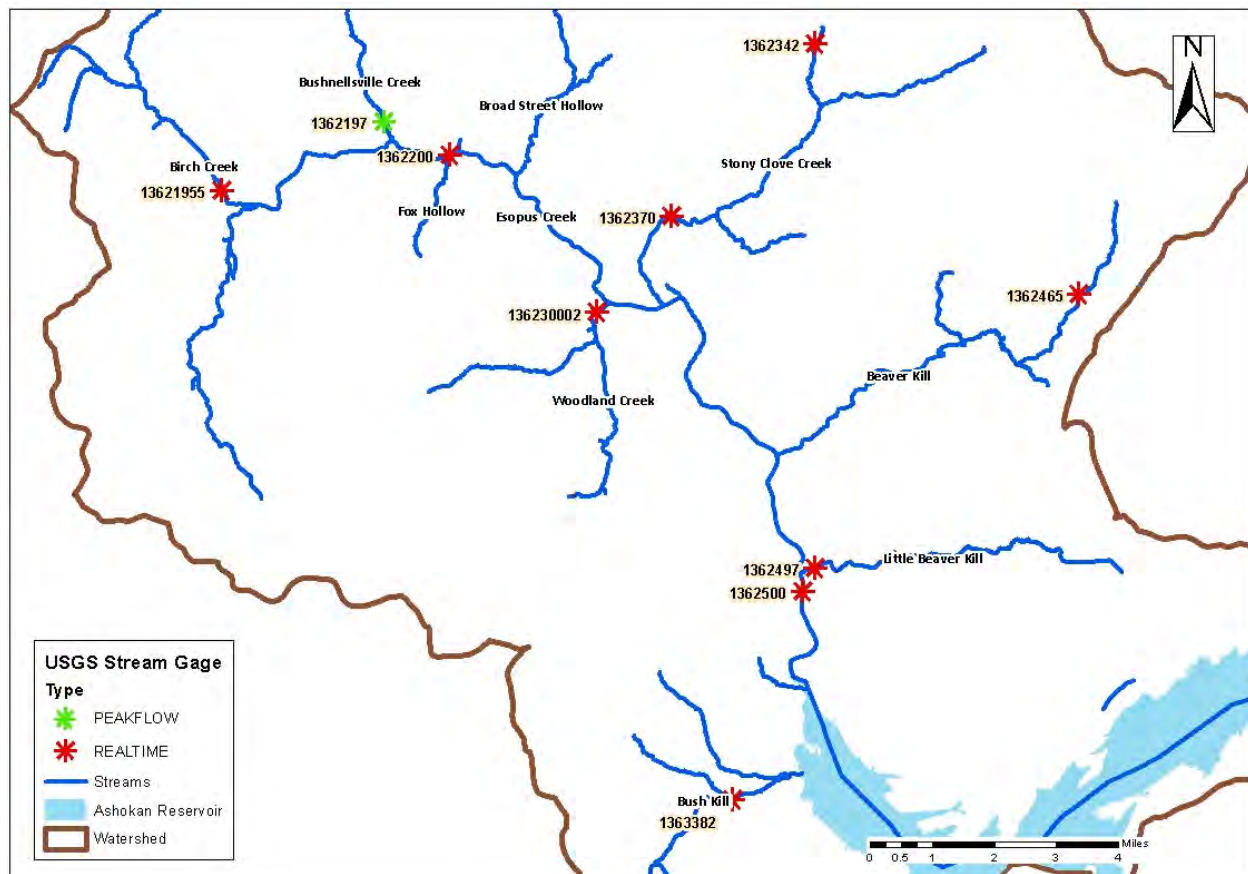 1362342
N
Bushnellsville Creek
Broad Street Hollow
1362197
1362200
Stony Clove Creek
Birch Creek
13621955
Fox Hollow
Esopus Creek
1362370
1362465
136230002
Beaver Kill
Woodland Creek
Little Beaver Kill
1362497
1362500
USGS Stream Gage
Type
PEAKFLOW
REALTIME
Streams
Ashokan Reservoir
Watershed
Bush Kill
1363382
Miles
0 0.5 1 2 3 4